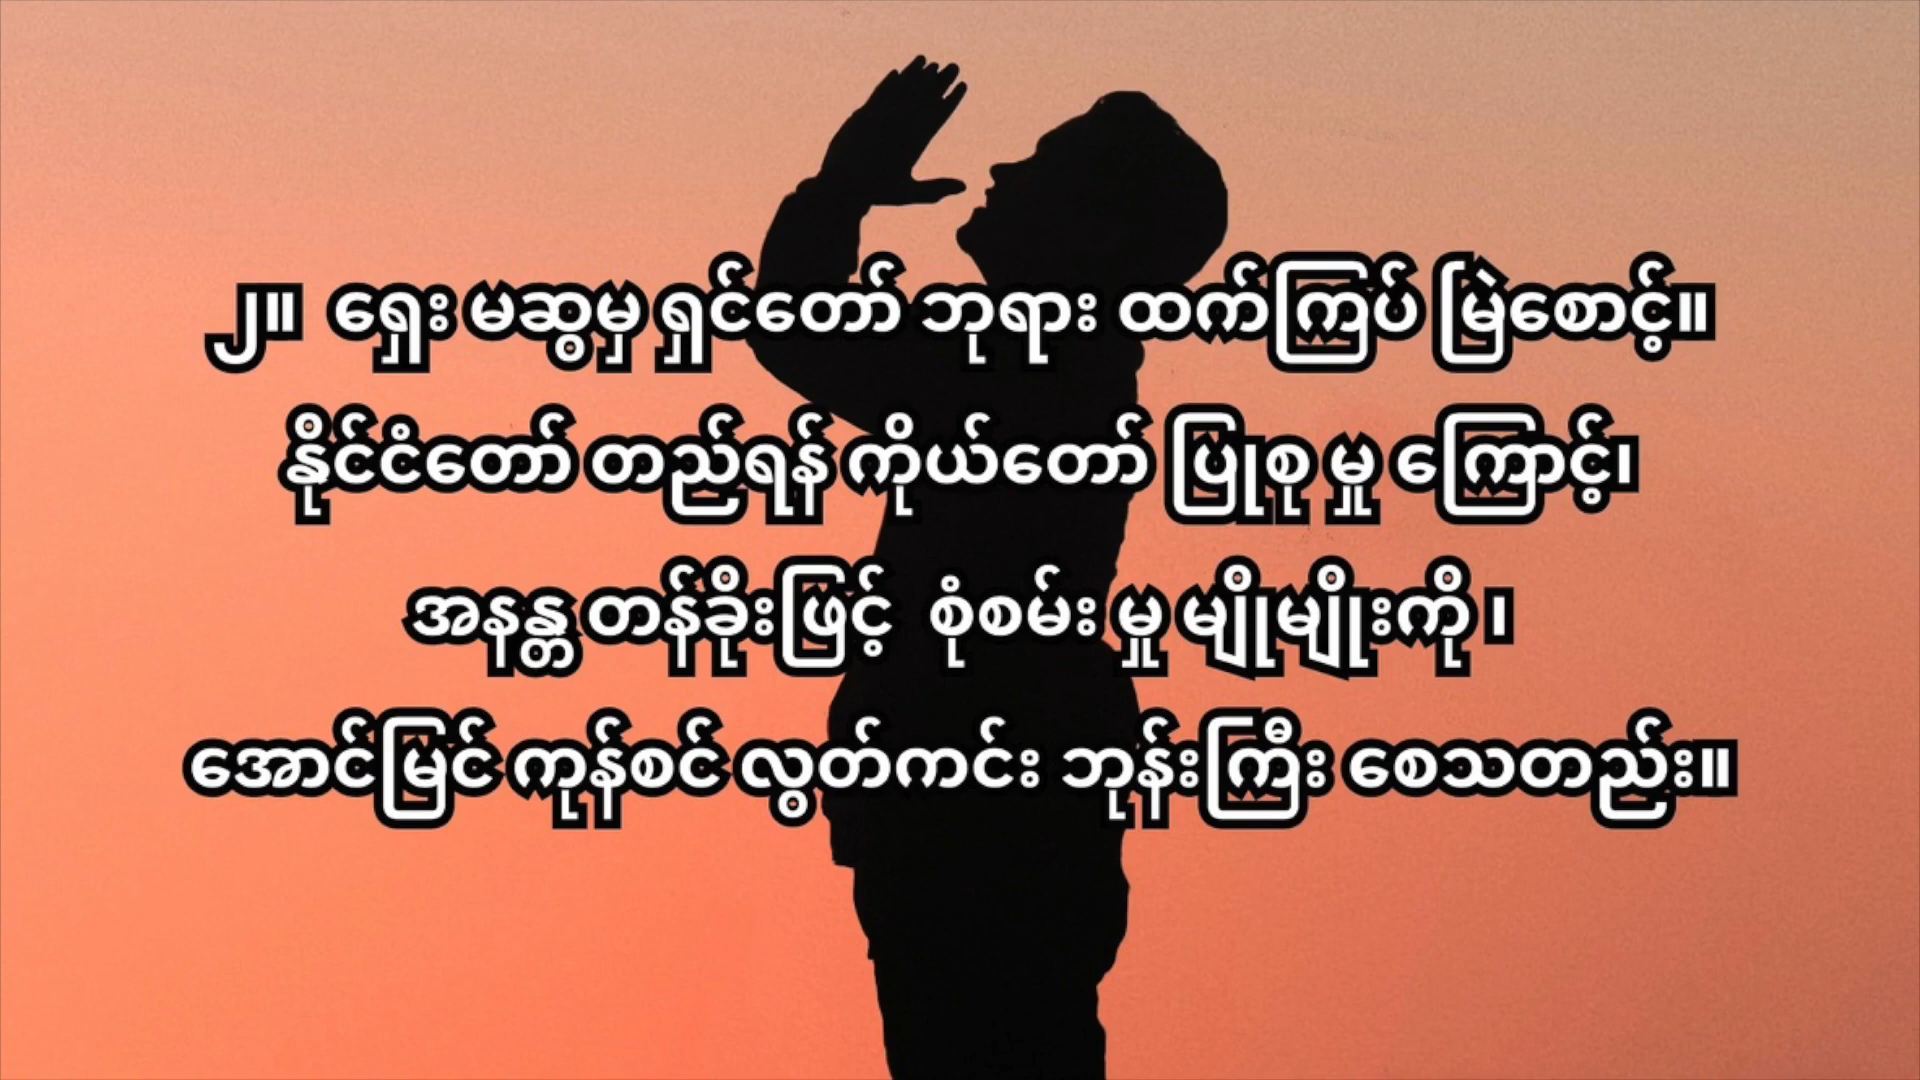 ၂။ ရှေး မဆွမှ ရှင်တော် ဘုရား ထက်ကြပ် မြဲစောင့်။
နိုင်ငံတော် တည်ရန် ကိုယ်တော် ပြုစု မှု ကြောင့်၊
အနန္တ တန်ခိုးဖြင့် စုံစမ်း မှု မျိုမျိုးကို ၊
အောင်မြင် ကုန်စင် လွတ်ကင်း ဘုန်းကြီး စေသတည်း။